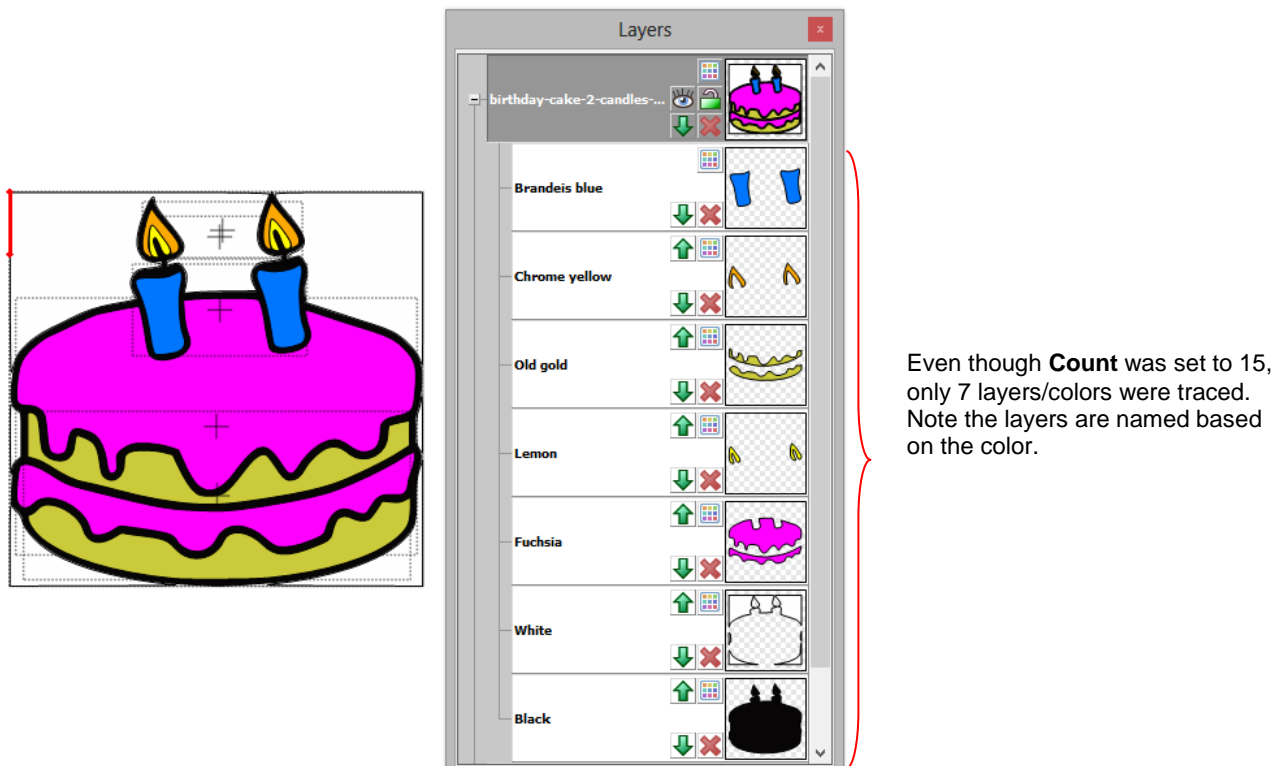 Layers
x
birthday-cake-2-candles-...
Brandeis blue
Chrome yellow
Old gold
Lemon
Fuchsia
White
Black
Even though Count was set to 15,
only 7 layers/colors were traced.
Note the layers are named based
on the color.